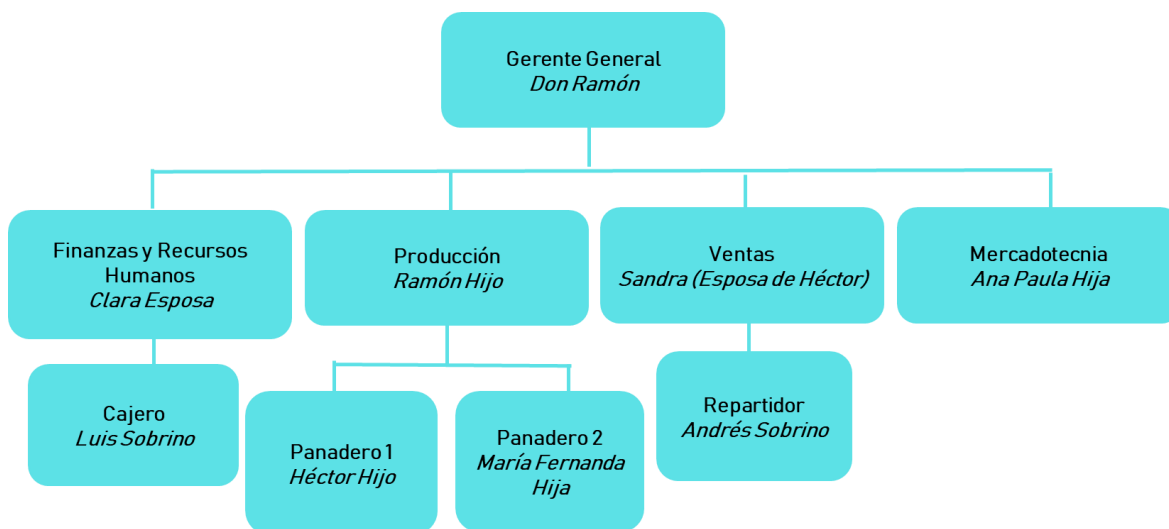 Gerente General
Don Ramón
Finanzas y Recursos
Humanos
Clara Esposa
Producción
Ramón Hijo
Ventas
Sandra (Esposa de Héctor)
Mercadotecnia
Ana Paula Hija
Cajero
Luis Sobrino
Panadero 1
Héctor Hijo
Panadero 2
María Fernanda
Hija
Repartidor
Andrés Sobrino